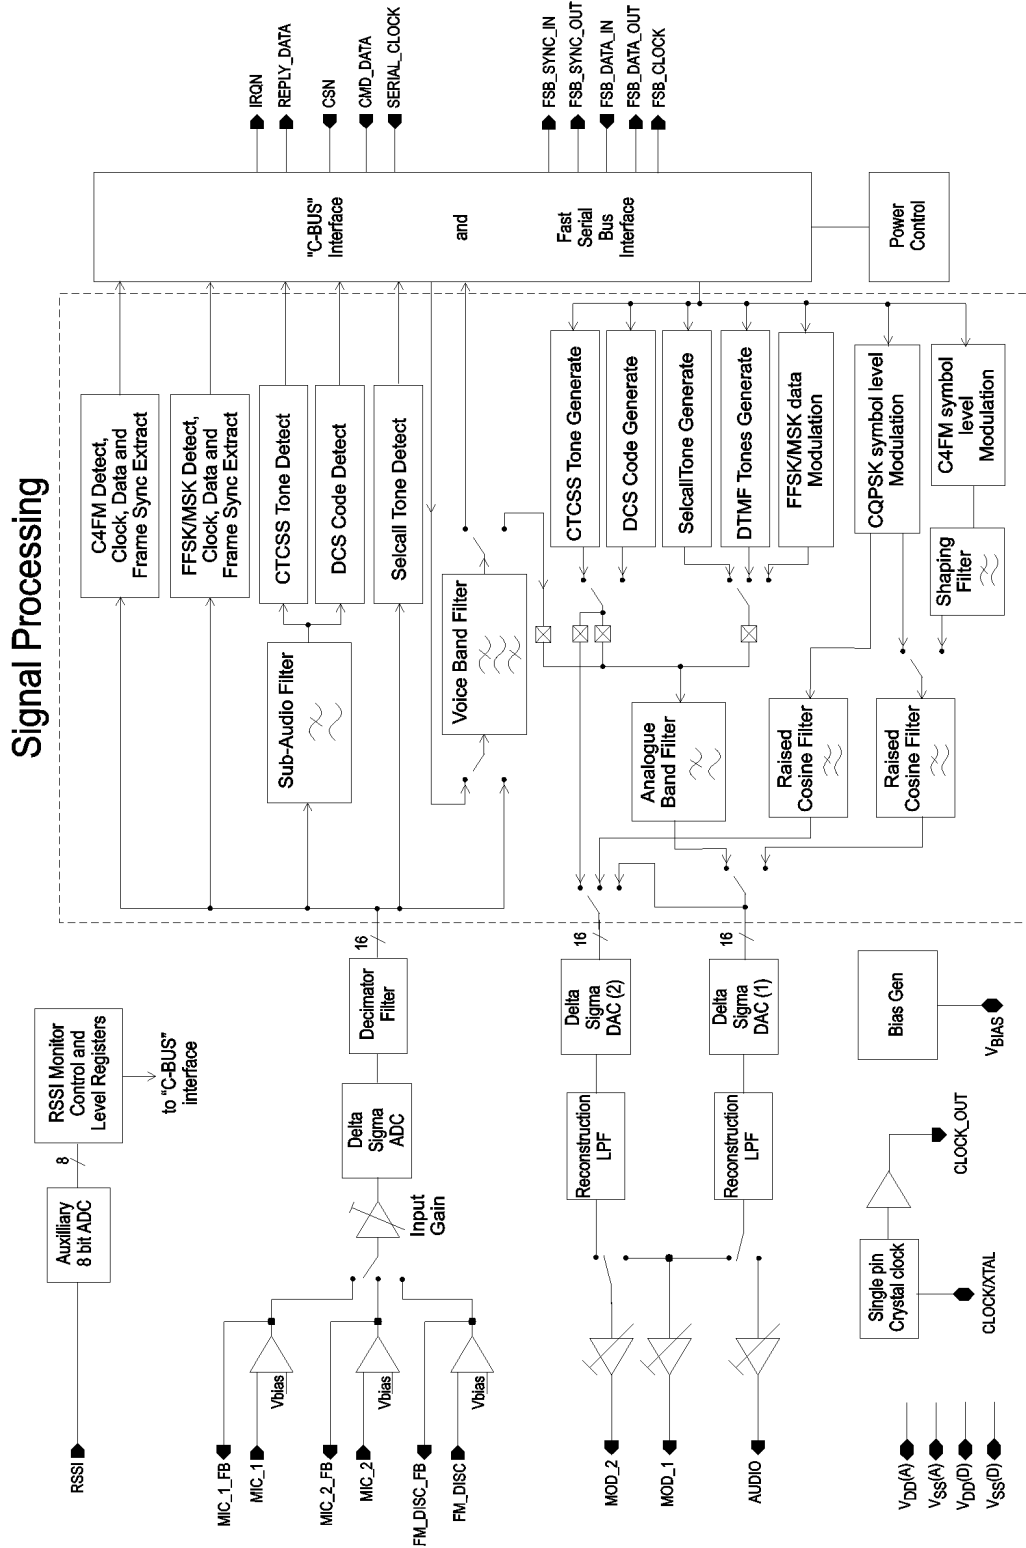 Signal Processing
RSSI
Auxilliary
8 bit ADC
8
RSSI Monitor
Control and
Level Registers
to "C-BUS"
interface
MIC_1_FB
MIC_1
Vbias
MIC_2_FB
MIC_2
Vbias
FM_DISC_FB
FM_DISC
Vbias
Input
Gain
Delta
Sigma
ADC
Decimator
Filter
16
C4FM Detect,
Clock, Data and
Frame Sync Extract
FFSK/MSK Detect,
Clock, Data and
Frame Sync Extract
Sub-Audio Filter
CTCSS Tone Detect
DCS Code Detect
Selcall Tone Detect
Voice Band Filter
"C-BUS"
Interface
and
Fast
Serial
Bus
Interface
IRQN
REPLY_DATA
CSN
CMD_DATA
SERIAL_CLOCK
FSB_SYNC_IN
FSB_SYNC_OUT
FSB_DATA_IN
FSB_DATA_OUT
FSB_CLOCK
Power
Control
CTCSS Tone Generate
DCS Code Generate
SelcallTone Generate
DTMF Tones Generate
FFSK/MSK data
Modulation
CQPSK symbol level
Modulation
C4FM symbol
level
Modulation
Shaping
Filter
Analogue
Band Filter
Raised
Cosine Filter
Raised
Cosine Filter
16
16
Delta
Sigma
DAC (2)
Delta
Sigma
DAC (1)
Reconstruction
LPF
Reconstruction
LPF
MOD_2
MOD_1
AUDIO
Bias Gen
VBIAS
Single pin
Crystal clock
CLOCK_OUT
CLOCK/XTAL
VDD(A)
VSS(A)
VDD(D)
VSS(D)